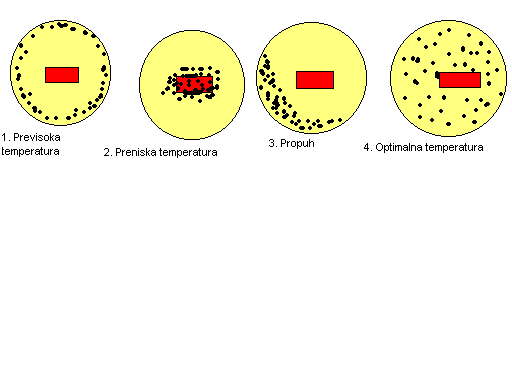 1. Previsoka
temperatura
2. Preniska temperatura
3. Propuh
4. Optimalna temperatura